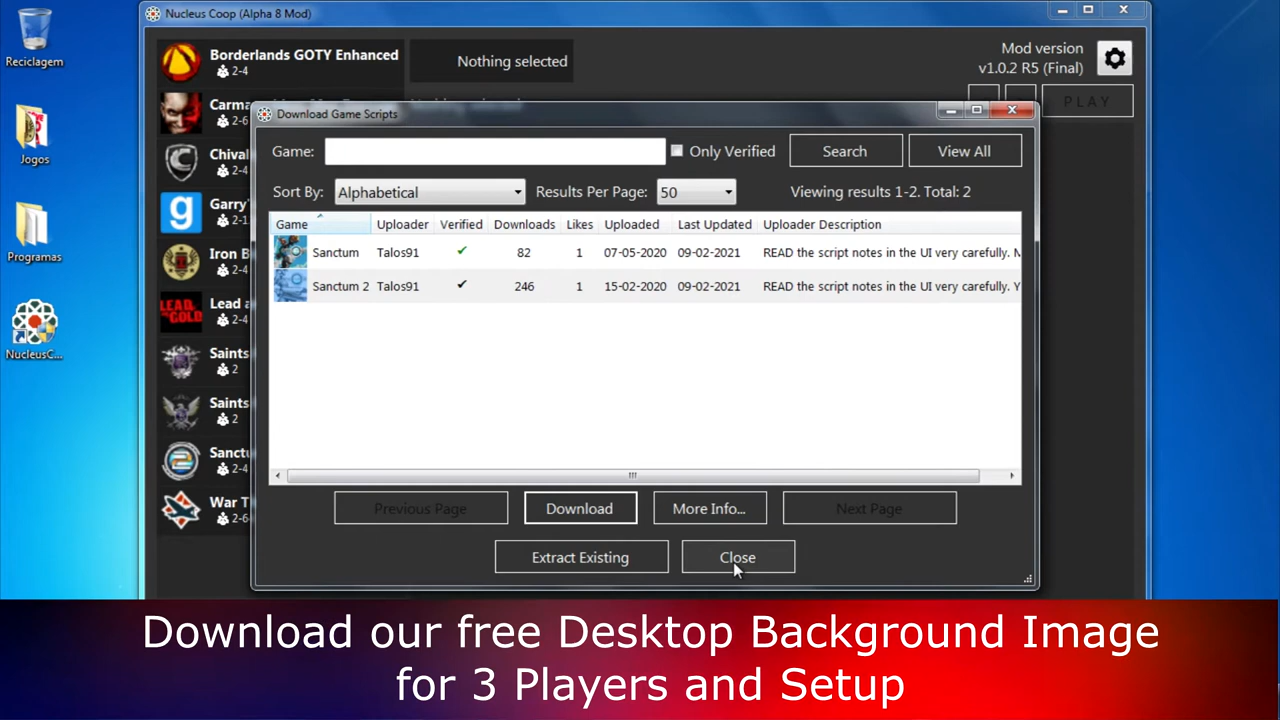 Reciclagem
Jogos
Programas
NucleusC...
Nucleus Coop (Alpha 8 Mod)
Borderlands GOTY Enhanced
2-4
Carma
2-6
Chival
2-4
Garry'
Iron B
2-4
Lead a
2-4
Saints
2
Saints
2
Sanctu
2-4
War T
2-6
Nothing selected
Mod version
v1.0.2 R5 (Final)
PLAY
Download Game Scripts
Game: Only Verified Search View All
Sort By: Alphabetical Results Per Page: 50 Viewing results 1-2. Total: 2
Game Uploader Verified Downloads Likes Uploaded Last Updated Uploader Description
Sanctum Talos91 ✓ 82 1 07-05-2020 09-02-2021 READ the script notes in the UI very carefully. N
Sanctum 2 Talos91 ✓ 246 1 15-02-2020 09-02-2021 READ the script notes in the UI very carefully. Y
Previous Page Download More Info... Next Page
Extract Existing Close
Download our free Desktop Background Image
for 3 Players and Setup